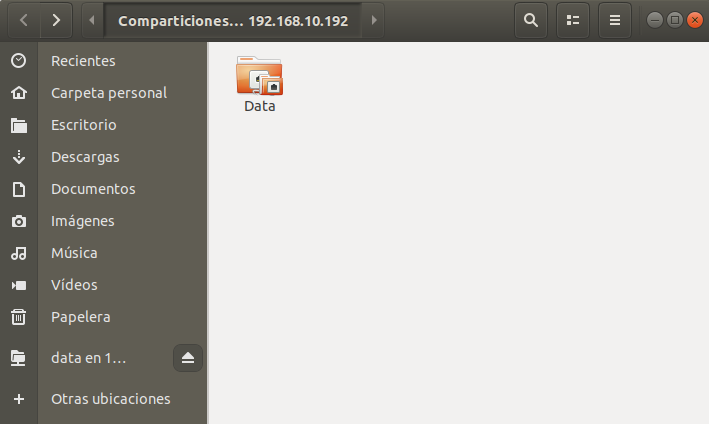 Comparticiones… 192.168.10.192
Recientes
Carpeta personal
Escritorio
Descargas
Documentos
Imágenes
Música
Vídeos
Papelera
data en 1…
Otras ubicaciones
Data